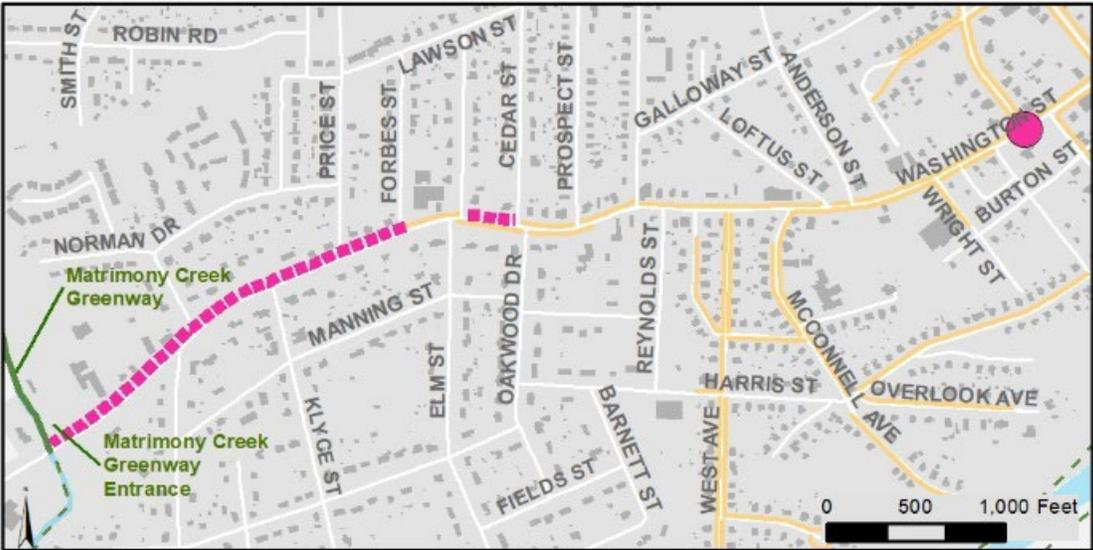 SMITH ST
ROBIN RD
LAWSON ST
PRICE ST
FORBES ST
CEDAR ST
PROSPECT ST
GALLOWAY ST
ANDERSON ST
LOFTUS ST
WASHINGTON ST
BURTON ST
WRIGHT ST
NORMAN DR
Matrimony Creek
Greenway
MANNING ST
OAKWOOD DR
REYNOLDS ST
MCCONNELL AVE
ELM ST
HARRIS ST
OVERLOOK AVE
KLYCE ST
BARNETT ST
WEST AVE
Matrimony Creek
Greenway
Entrance
FIELDS ST
0 500 1,000 Feet